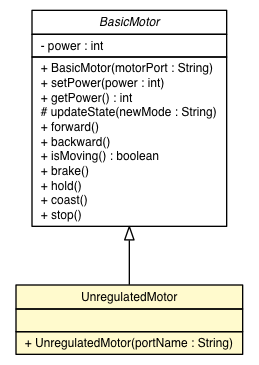 BasicMotor
- power : int
+ BasicMotor(motorPort : String)
+ setPower(power : int)
+ getPower() : int
# updateState(newMode : String)
+ forward()
+ backward()
+ isMoving() : boolean
+ brake()
+ hold()
+ coast()
+ stop()
UnregulatedMotor
+ UnregulatedMotor(portName : String)